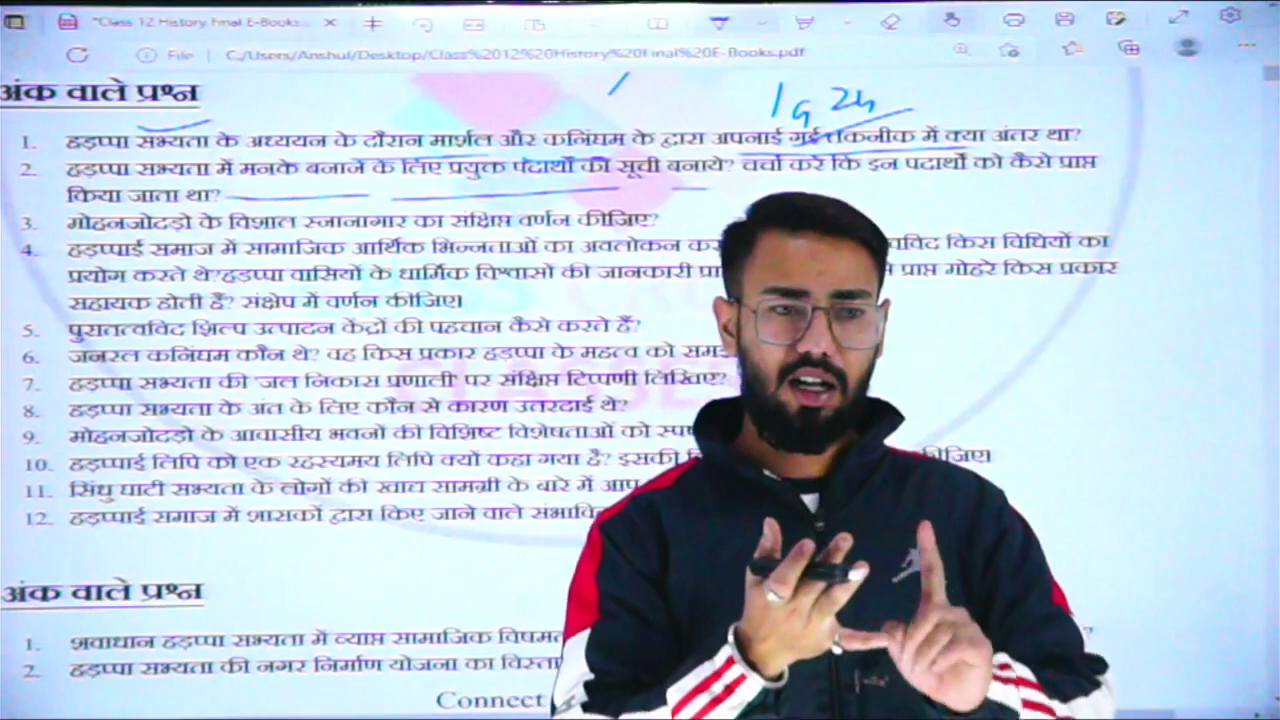 "Class 12 History Final E-Books
File | C:/Users/Anshul/Desktop/Class%2012%20History%20Final%20E-Books.pdf
अंक वाले प्रश्न
1. हड़प्पा सभ्यता के अध्ययन के दौरान मार्शल और कनिंघम के द्वारा अपनाई गई तकनीक में क्या अंतर था?
2. हड़प्पा सभ्यता में मनके बनाने के लिए प्रयुक्त पदार्थों की सूची बनाये? चर्चा करे कि इन पदार्थों को कैसे प्राप्त
किया जाता था?
3. मोहनजोदड़ो के विशाल स्नानागार का संक्षिप्त वर्णन कीजिए?
4. हड़प्पाई समाज में सामाजिक आर्थिक भिन्नताओं का अवलोकन किस विधियों का
प्रयोग करते थे?हड़प्पा वासियों के धार्मिक विश्वासों की जानकारी प्राप्त मोहरे किस प्रकार
सहायक होती हैं? संक्षेप में वर्णन कीजिए।
5. पुरातत्वविद शिल्प उत्पादन केंद्रों की पहचान कैसे करते हैं?
6. जनरल कनिंघम कौन थे? वह किस प्रकार हड़प्पा के महत्व को
7. हड़प्पा सभ्यता की 'जल निकास प्रणाली' पर संक्षिप्त टिप्पणी लिखिए?
8. हड़प्पा सभ्यता के अंत के लिए कौन से कारण उतरदाई थे?
9. मोहनजोदड़ो के आवासीय भवनों की विशिष्ट विशेषताओं को
10. हड़प्पाई लिपि को एक रहस्यमय लिपि क्यों कहा गया है? इसकी
11. सिंधु घाटी सभ्यता के लोगों की खाद्य सामग्री के बारे में आप
12. हड़प्पाई समाज में शासकों द्वारा किए जाने वाले
अंक वाले प्रश्न
1. शवाधान हड़प्पा सभ्यता में व्याप्त सामाजिक
2. हड़प्पा सभ्यता की नगर निर्माण योजना का
Connect